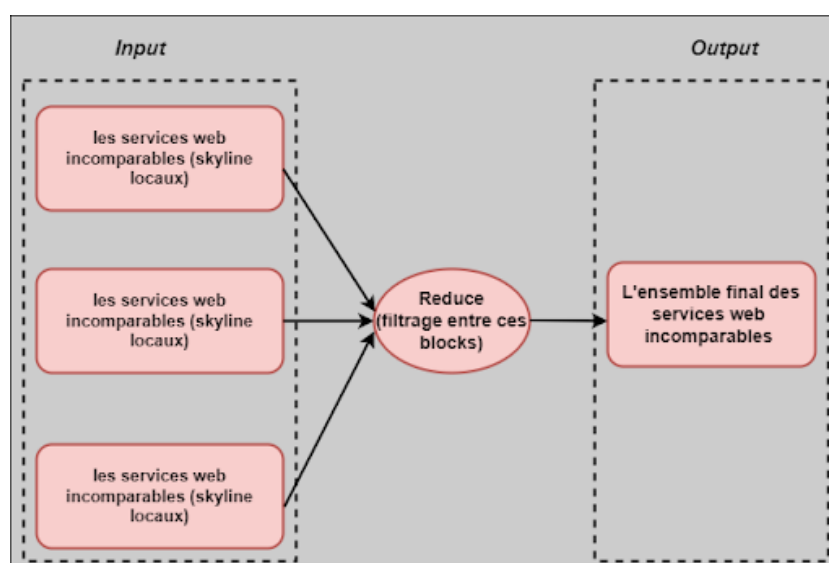 Input
Output
les services web
incomparables (skyline
locaux)
les services web
incomparables (skyline
locaux)
les services web
incomparables (skyline
locaux)
Reduce
(filtrage entre ces
blocks)
L'ensemble final des
services web
incomparables